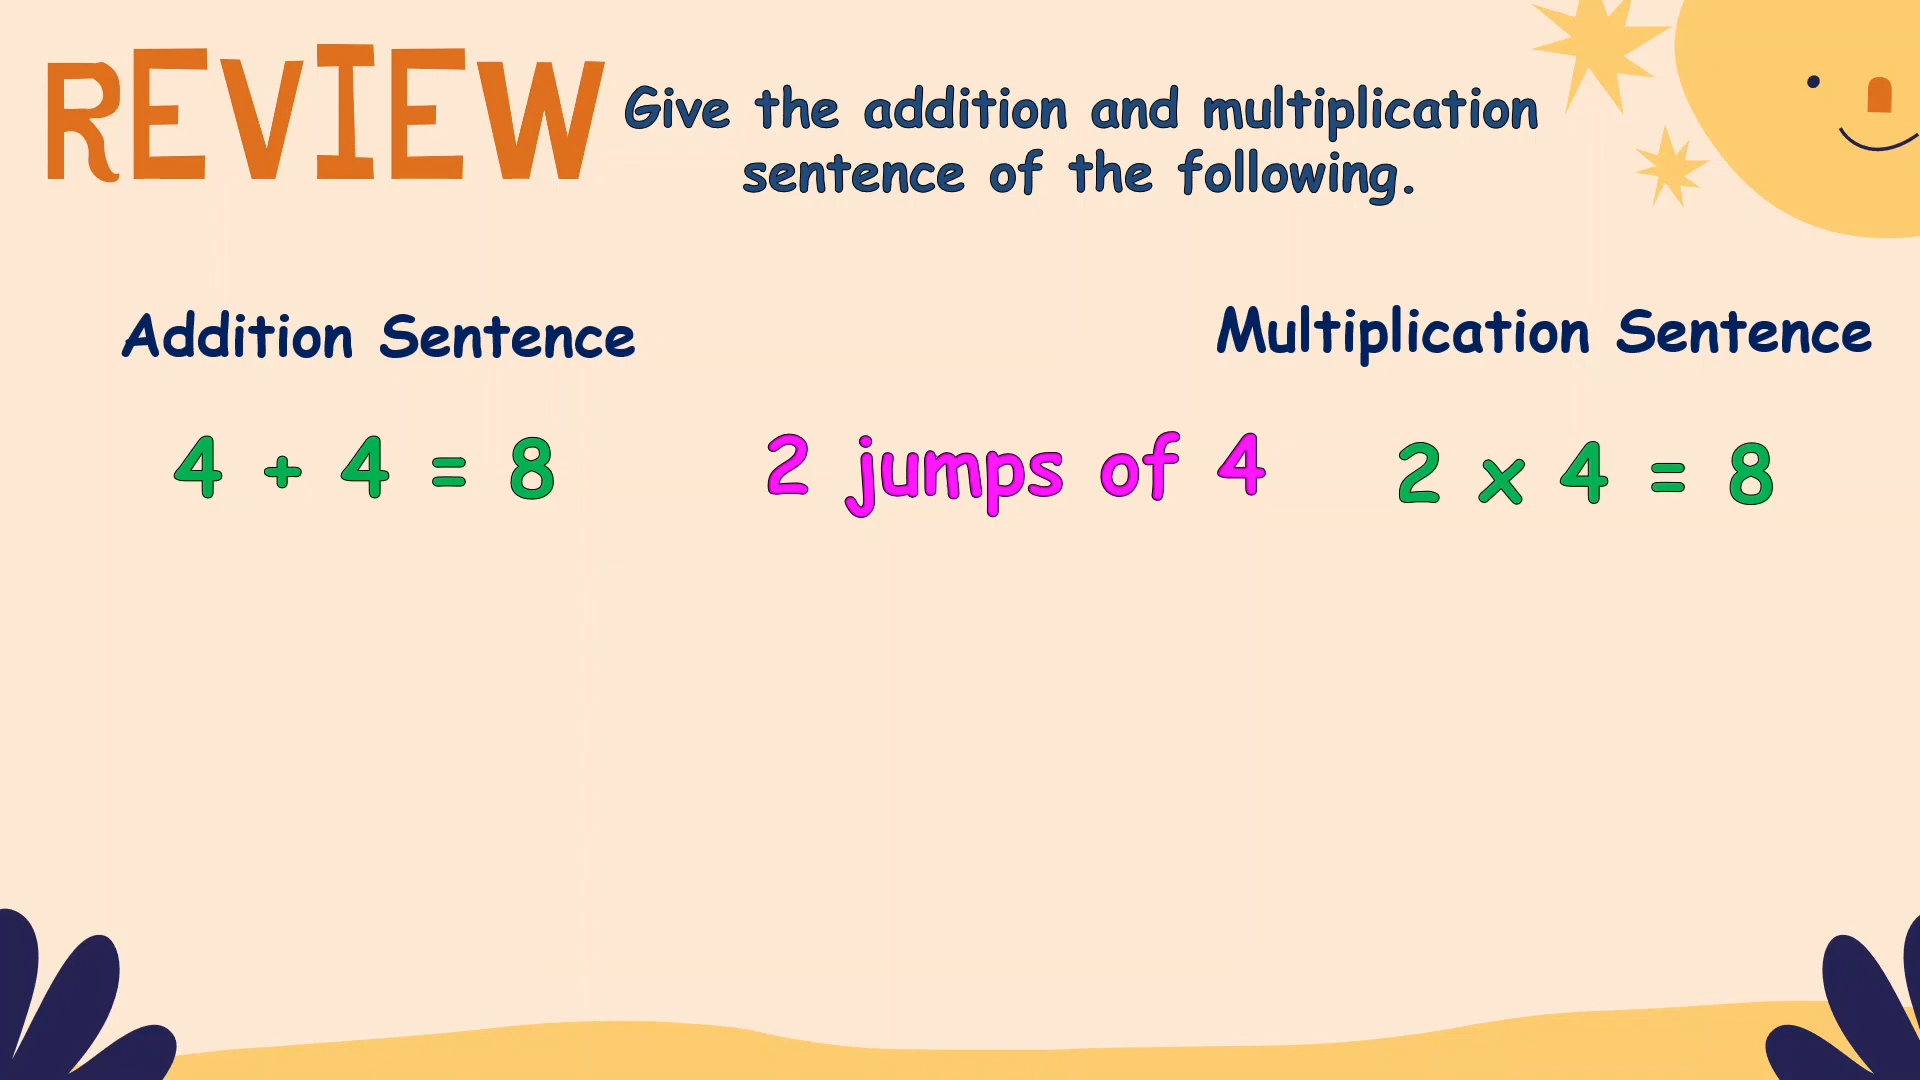 REVIEW
Give the addition and multiplication
sentence of the following.
Addition Sentence
Multiplication Sentence
4 + 4 = 8
2 jumps of 4
2 x 4 = 8